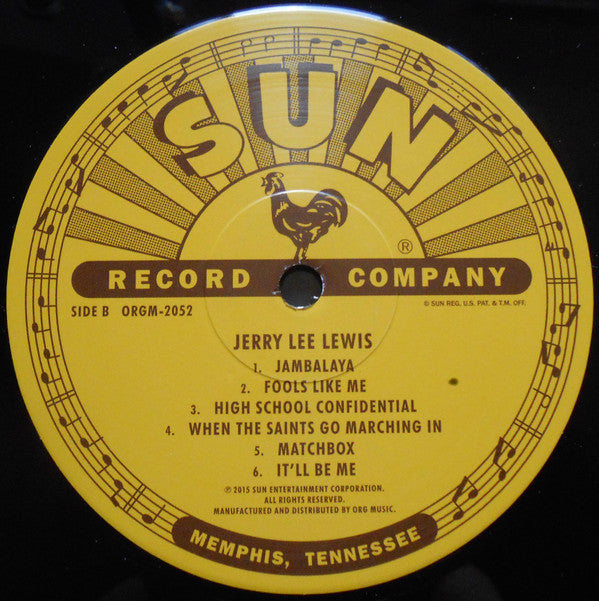 SUN
®
RECORD COMPANY
© SUN REG. U.S. PAT. & T.M. OFF.
SIDE B ORGM-2052
JERRY LEE LEWIS
1. JAMBALAYA
2. FOOLS LIKE ME
3. HIGH SCHOOL CONFIDENTIAL
4. WHEN THE SAINTS GO MARCHING IN
5. MATCHBOX
6. IT'LL BE ME
℗ 2015 SUN ENTERTAINMENT CORPORATION.
ALL RIGHTS RESERVED.
MANUFACTURED AND DISTRIBUTED BY ORG MUSIC.
MEMPHIS, TENNESSEE